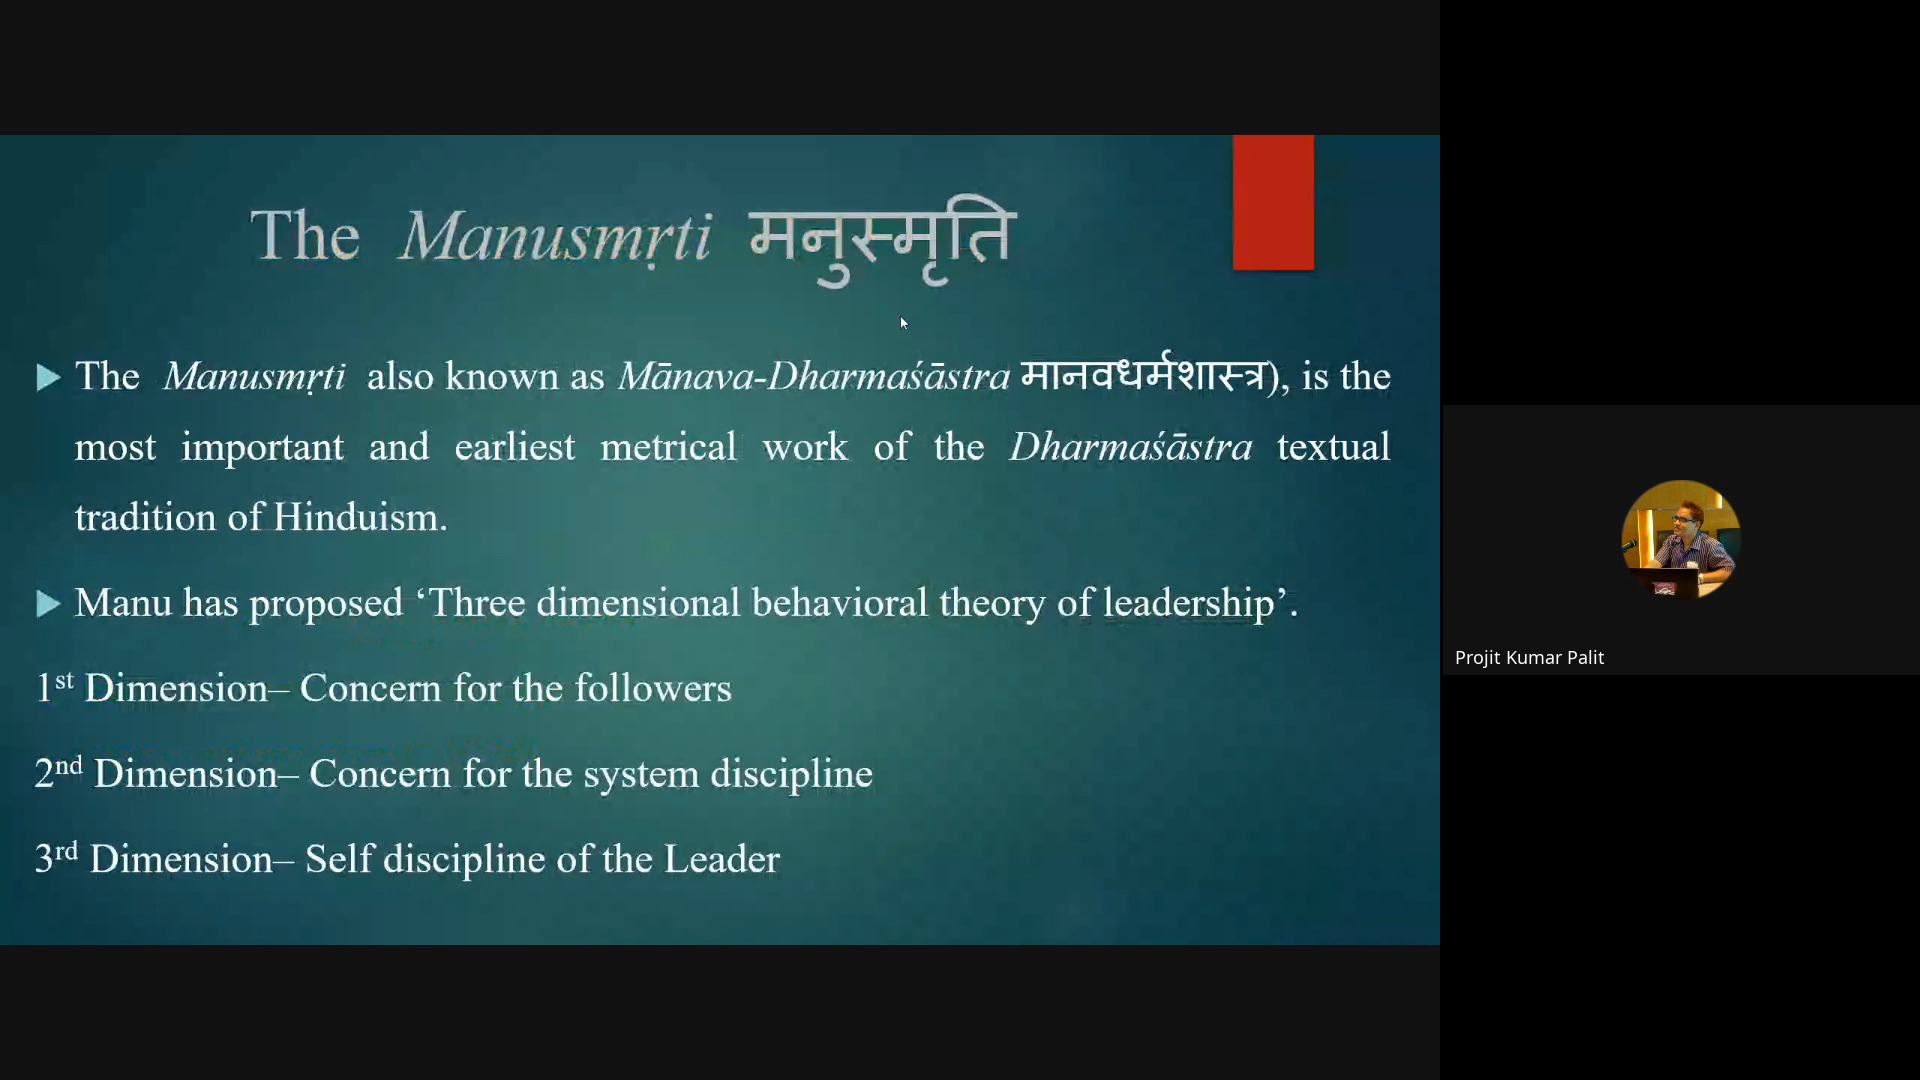 The Manusmṛti मनुस्मृति
The Manusmṛti also known as Mānava-Dharmaśāstra मानवधर्मशास्त्र), is the
most important and earliest metrical work of the Dharmaśāstra textual
tradition of Hinduism.
Manu has proposed ‘Three dimensional behavioral theory of leadership’.
1st Dimension– Concern for the followers
2nd Dimension– Concern for the system discipline
3rd Dimension– Self discipline of the Leader
Projit Kumar Palit